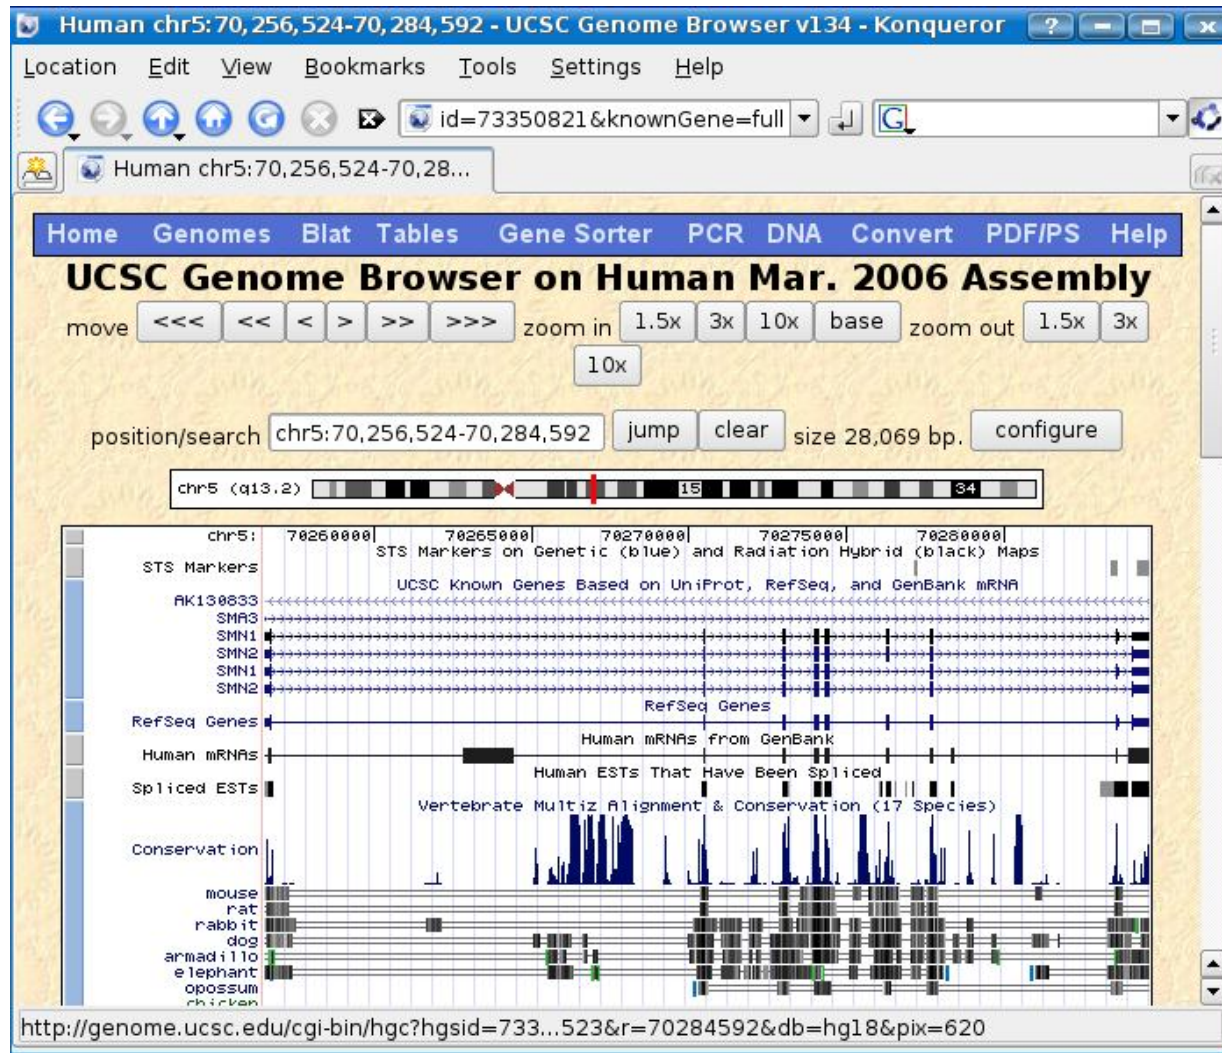 Human chr5:70,256,524-70,284,592 - UCSC Genome Browser v134 - Konqueror
Location Edit View Bookmarks Tools Settings Help
id=73350821&knownGene=full
Human chr5:70,256,524-70,28...
Home Genomes Blat Tables Gene Sorter PCR DNA Convert PDF/PS Help
UCSC Genome Browser on Human Mar. 2006 Assembly
move <<< << < > >> >>> zoom in 1.5x 3x 10x base zoom out 1.5x 3x
10x
position/search chr5:70,256,524-70,284,592 jump clear size 28,069 bp. configure
chr5 (q13.2) 15 34
chr5: 70260000 70265000 70270000 70275000 70280000
STS Markers on Genetic (blue) and Radiation Hybrid (black) Maps
STS Markers
UCSC Known Genes Based on UniProt, RefSeq, and GenBank mRNA
AK130833
SMA3
SMN1
SMN2
SMN1
SMN2
RefSeq Genes
RefSeq Genes
Human mRNAs from GenBank
Human mRNAs
Human ESTs That Have Been Spliced
Spliced ESTs
Vertebrate Multiz Alignment & Conservation (17 Species)
Conservation
mouse
rat
rabbit
dog
armadillo
elephant
opossum
chicken
http://genome.ucsc.edu/cgi-bin/hgc?hgsid=733...523&r=70284592&db=hg18&pix=620